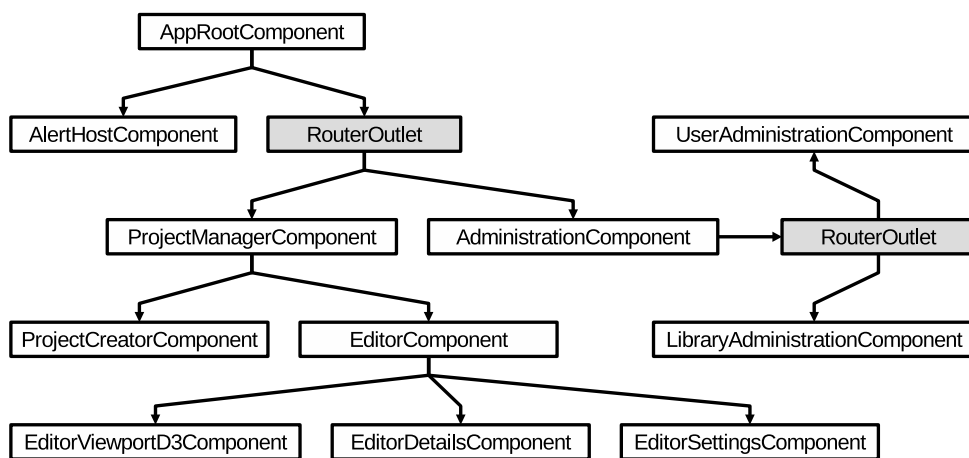 AppRootComponent
AlertHostComponent
RouterOutlet
UserAdministrationComponent
ProjectManagerComponent
AdministrationComponent
RouterOutlet
ProjectCreatorComponent
EditorComponent
LibraryAdministrationComponent
EditorViewportD3Component
EditorDetailsComponent
EditorSettingsComponent